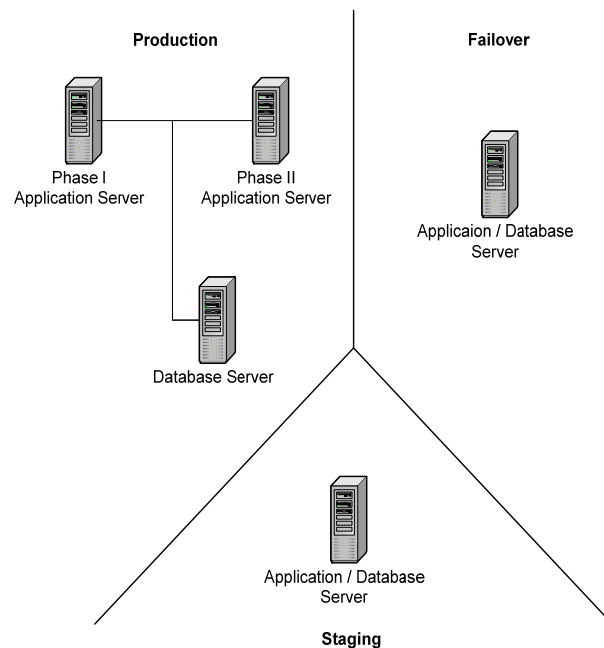 Production
Failover
Phase I
Application Server
Phase II
Application Server
Applicaion / Database
Server
Database Server
Application / Database
Server
Staging